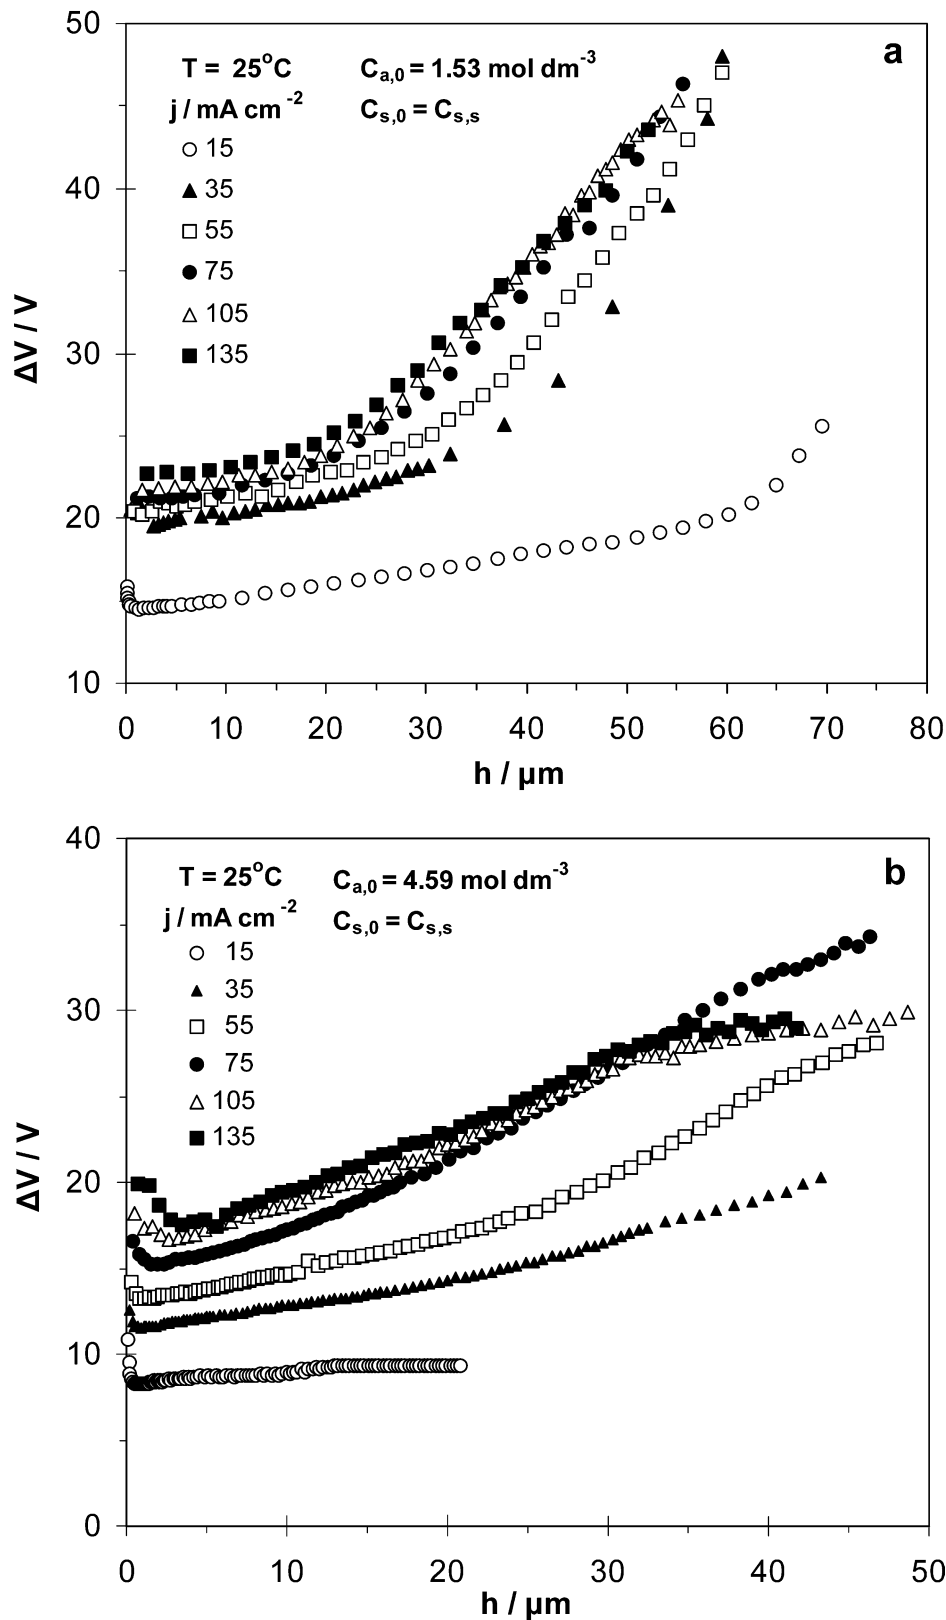 a
T = 25°C C_a,0 = 1.53 mol dm^-3
j / mA cm^-2 C_s,0 = C_s,s
15
35
55
75
105
135
50
40
30
20
10
ΔV / V
0 10 20 30 40 50 60 70 80
h / µm
b
T = 25°C C_a,0 = 4.59 mol dm^-3
j / mA cm^-2 C_s,0 = C_s,s
15
35
55
75
105
135
40
30
20
10
0
ΔV / V
0 10 20 30 40 50
h / µm